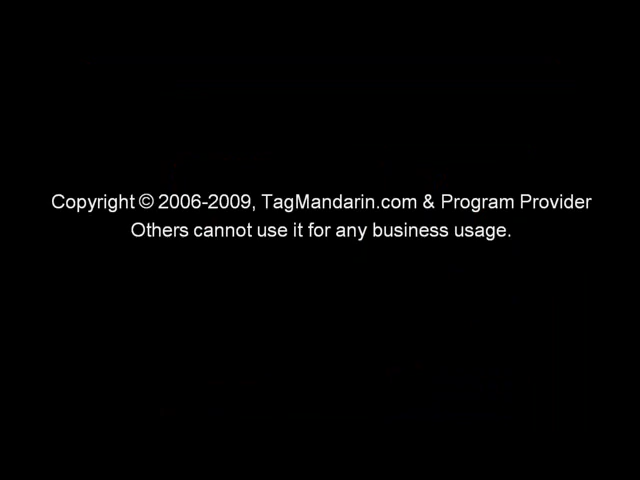 Copyright © 2006-2009, TagMandarin.com & Program Provider
Others cannot use it for any business usage.